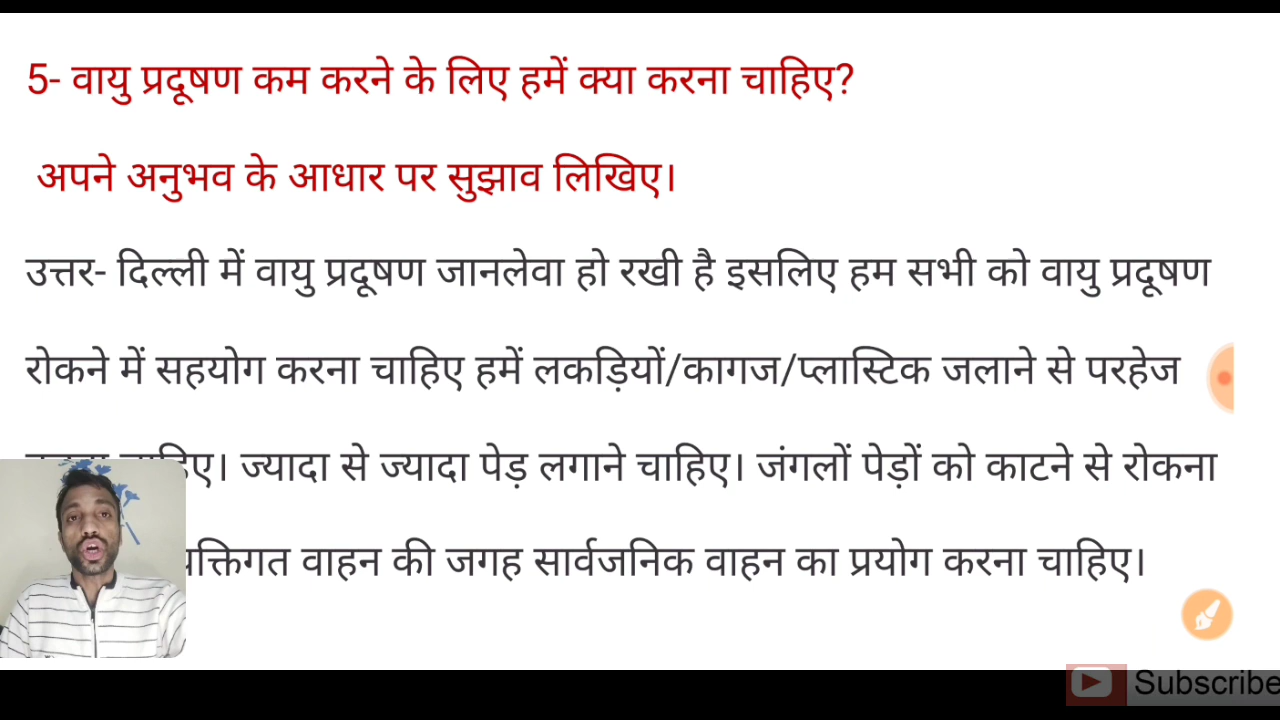 5- वायु प्रदूषण कम करने के लिए हमें क्या करना चाहिए?
अपने अनुभव के आधार पर सुझाव लिखिए।
उत्तर- दिल्ली में वायु प्रदूषण जानलेवा हो रखी है इसलिए हम सभी को वायु प्रदूषण
रोकने में सहयोग करना चाहिए हमें लकड़ियों/कागज/प्लास्टिक जलाने से परहेज
ज्यादा से ज्यादा पेड़ लगाने चाहिए। जंगलों पेड़ों को काटने से रोकना
वाहन की जगह सार्वजनिक वाहन का प्रयोग करना चाहिए।
Subscribe